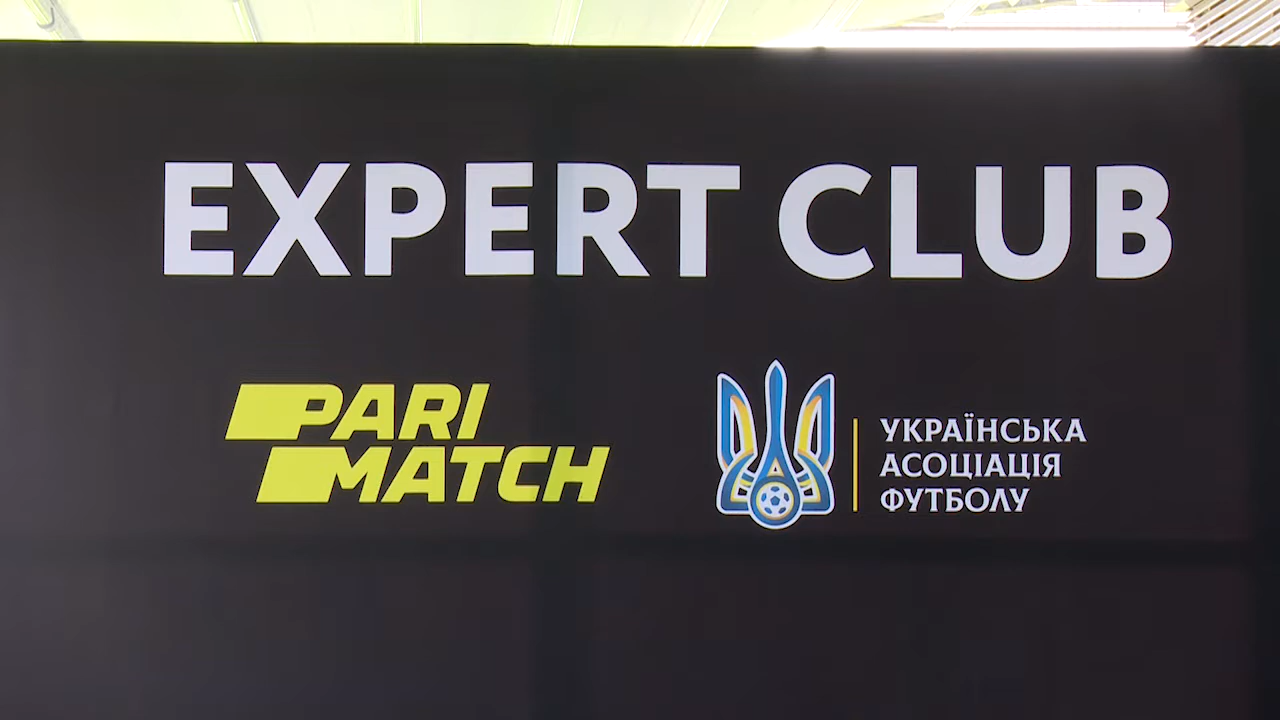 EXPERT CLUB
PARI
MATCH
УКРАЇНСЬКА
АСОЦІАЦІЯ
ФУТБОЛУ